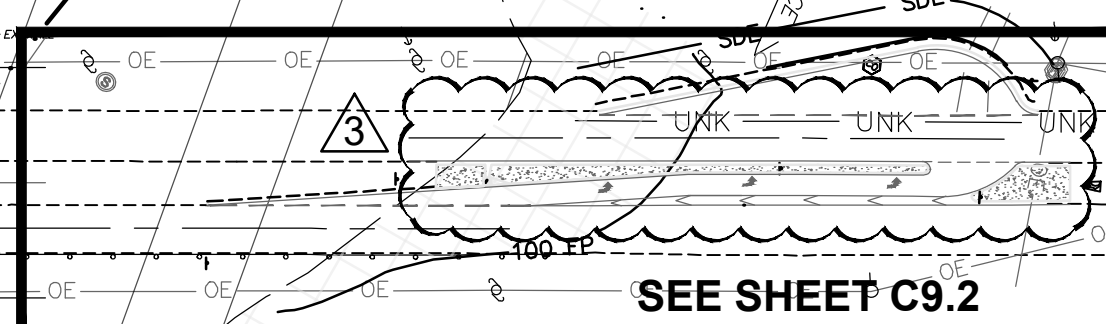 SDE
SDE
OE OE OE OE OE OE
S
3
UNK UNK UNK
100 FP
OE OE OE OE
SEE SHEET C9.2